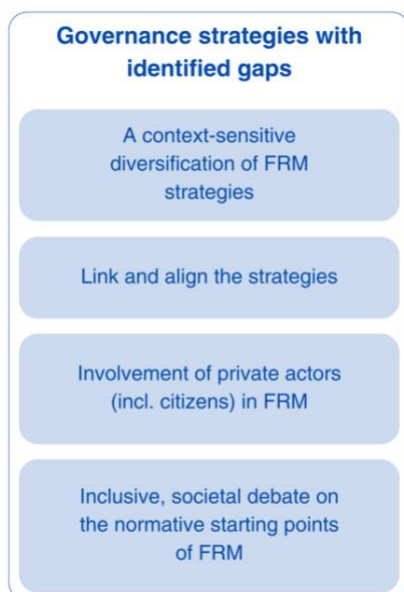 Governance strategies with
identified gaps
A context-sensitive
diversification of FRM
strategies
Link and align the strategies
Involvement of private actors
(incl. citizens) in FRM
Inclusive, societal debate on
the normative starting points
of FRM